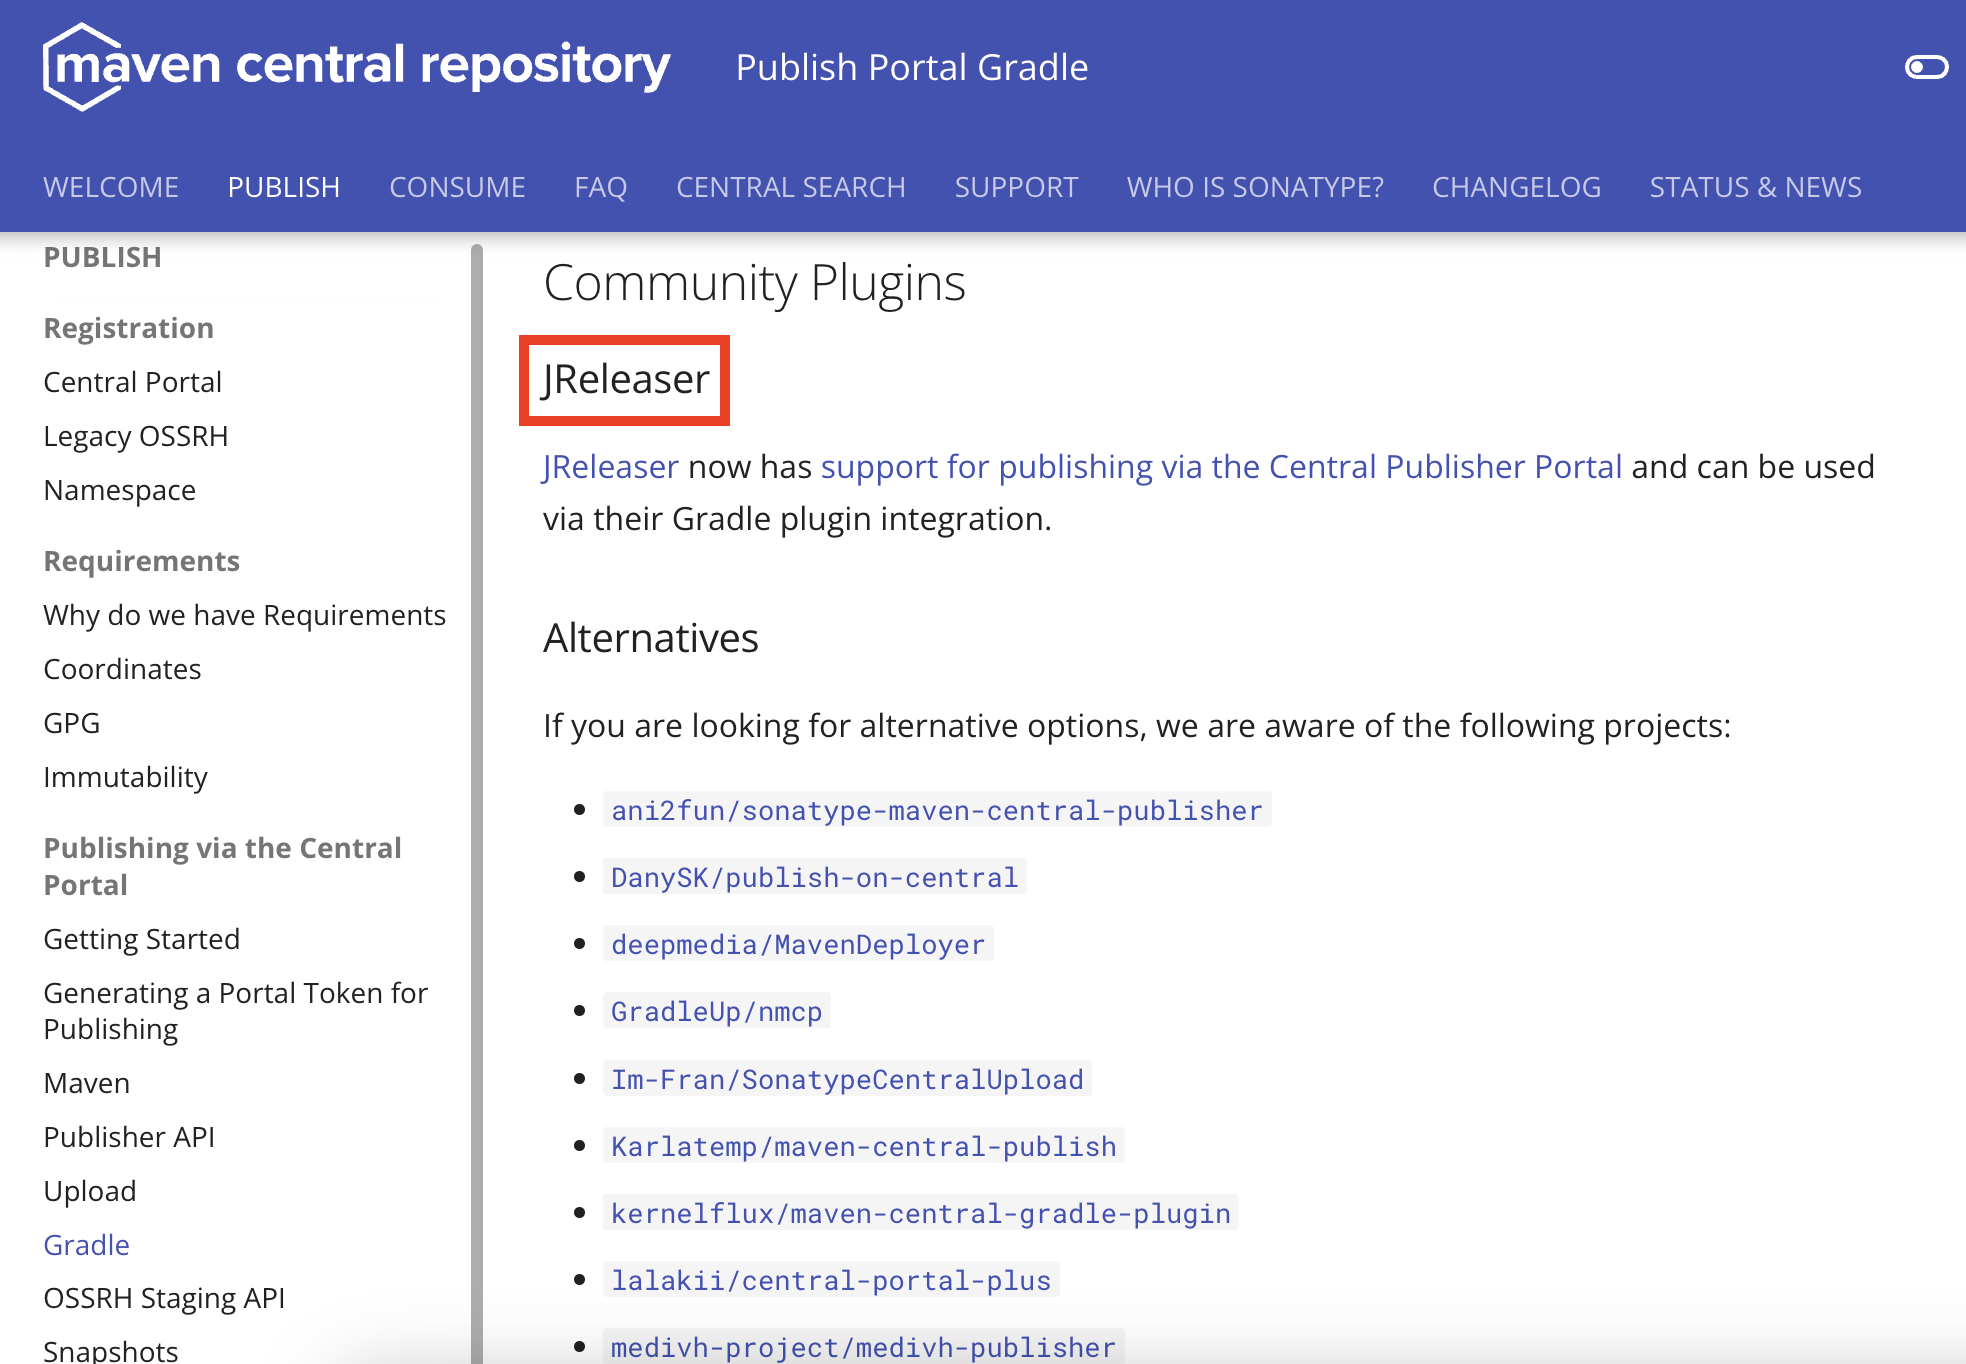 maven central repository
Publish Portal Gradle
WELCOME PUBLISH CONSUME FAQ CENTRAL SEARCH SUPPORT WHO IS SONATYPE? CHANGELOG STATUS & NEWS
PUBLISH
Registration
Central Portal
Legacy OSSRH
Namespace
Requirements
Why do we have Requirements
Coordinates
GPG
Immutability
Publishing via the Central
Portal
Getting Started
Generating a Portal Token for
Publishing
Maven
Publisher API
Upload
Gradle
OSSRH Staging API
Snapshots
Community Plugins
JReleaser
JReleaser now has support for publishing via the Central Publisher Portal and can be used
via their Gradle plugin integration.
Alternatives
If you are looking for alternative options, we are aware of the following projects:
ani2fun/sonatype-maven-central-publisher
DanySK/publish-on-central
deepmedia/MavenDeployer
GradleUp/nmcp
Im-Fran/SonatypeCentralUpload
Karlatemp/maven-central-publish
kernelflux/maven-central-gradle-plugin
lalakii/central-portal-plus
medivh-project/medivh-publisher